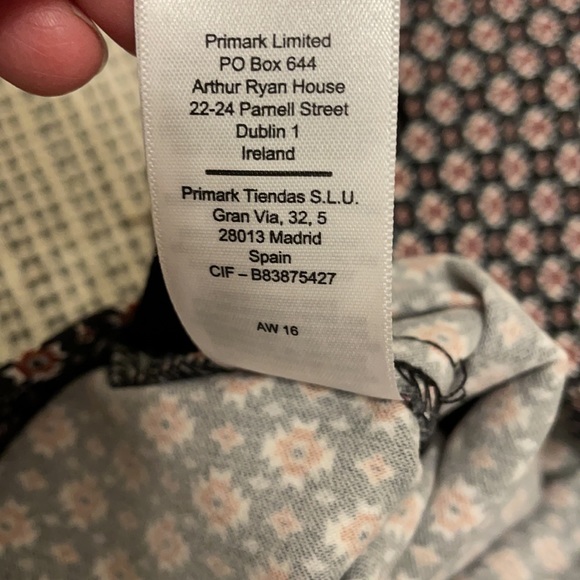 Primark Limited
PO Box 644
Arthur Ryan House
22-24 Parnell Street
Dublin 1
Ireland
Primark Tiendas S.L.U.
Gran Via, 32, 5
28013 Madrid
Spain
CIF – B83875427
AW 16